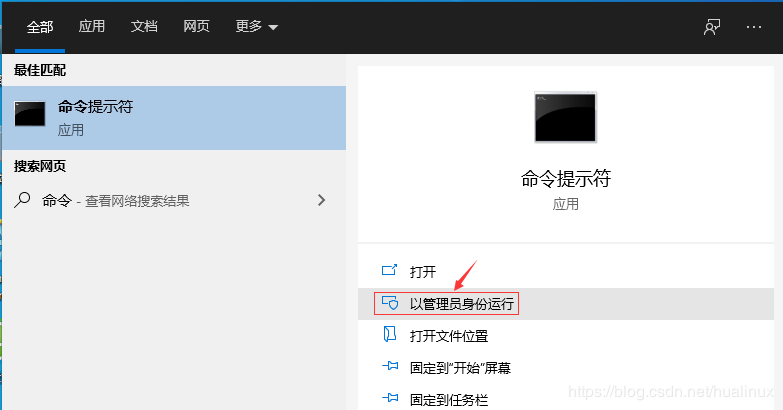 全部 应用 文档 网页 更多
最佳匹配
命令提示符
应用
搜索网页
命令 - 查看网络搜索结果
命令提示符
应用
打开
以管理员身份运行
打开文件位置
固定到"开始"屏幕
固定到任务栏
https://blog.csdn.net/hualinux